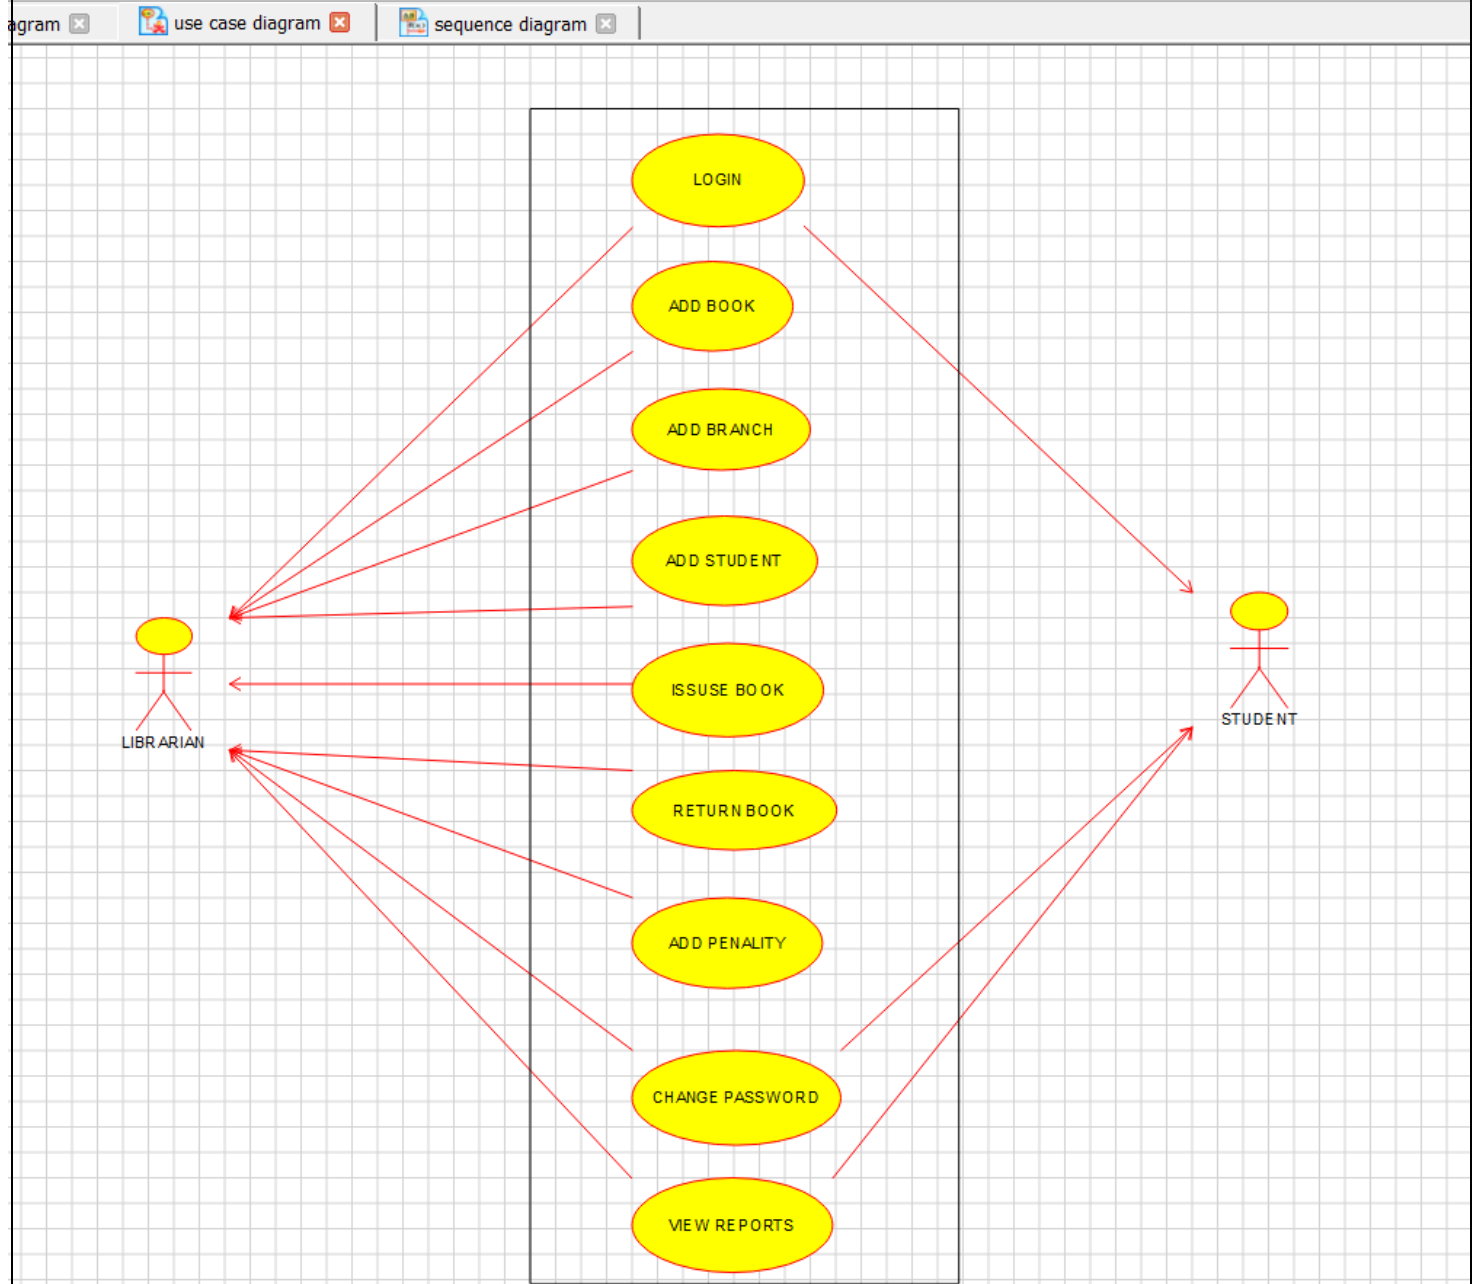 agram
use case diagram
sequence diagram
LOGIN
ADD BOOK
ADD BRANCH
ADD STUDENT
ISSUSE BOOK
LIBRARIAN
STUDENT
RETURN BOOK
ADD PENALITY
CHANGE PASSWORD
VIEW REPORTS